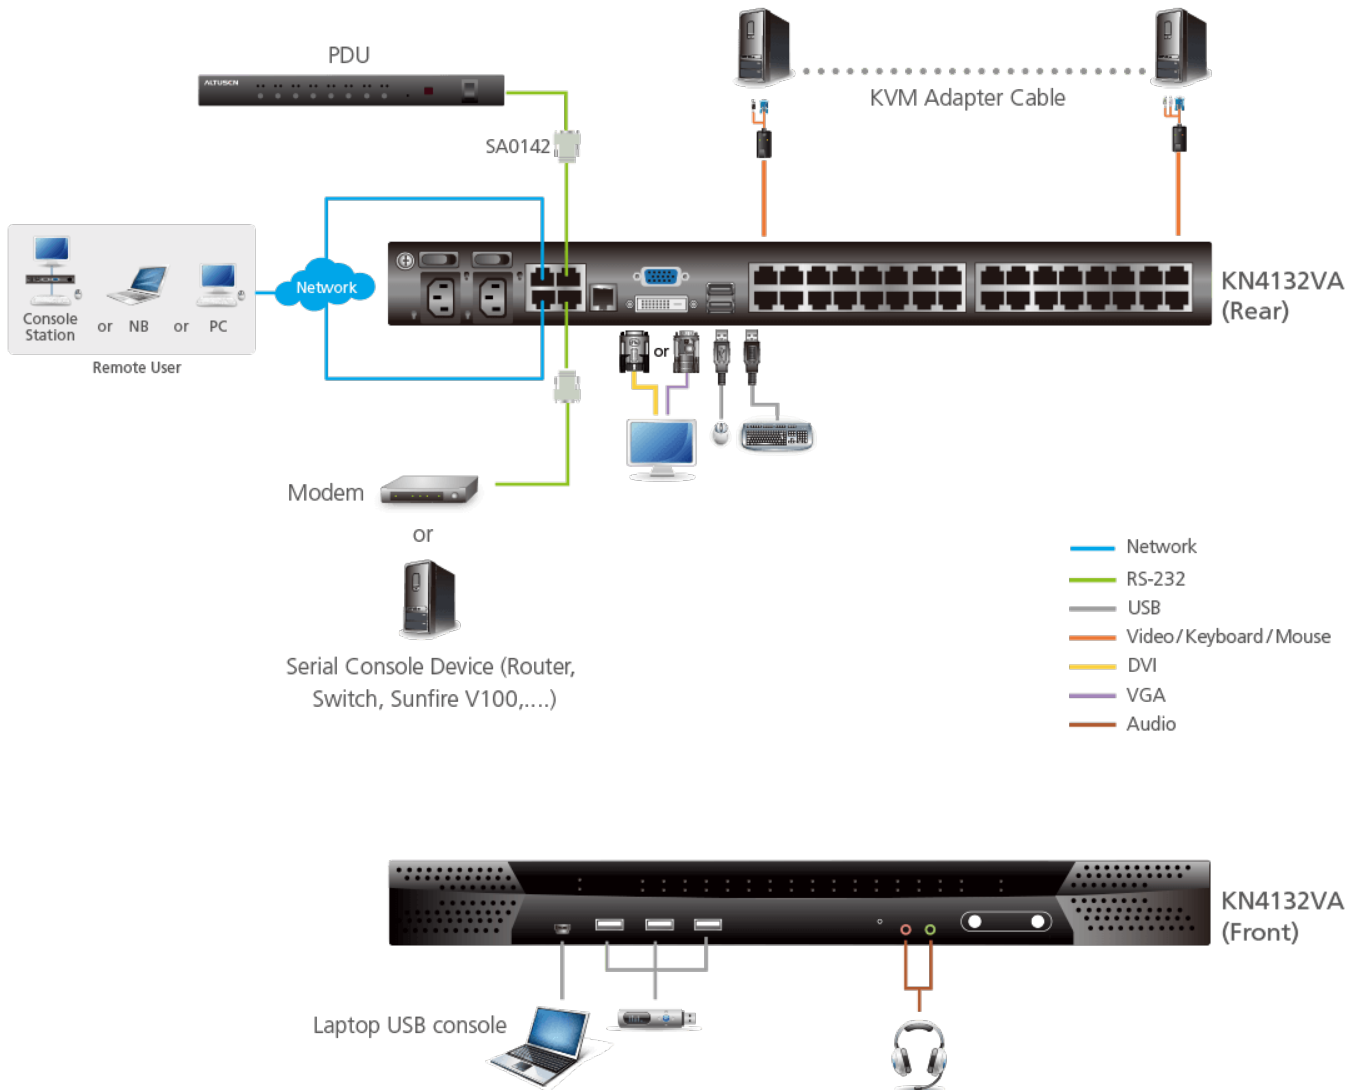 PDU
ALTUSCN
KVM Adapter Cable
SA0142
Network
Console
Station
or
NB
or
PC
Remote User
KN4132VA
(Rear)
or
Modem
or
Serial Console Device (Router,
Switch, Sunfire V100,....)
Network
RS-232
USB
Video/Keyboard/Mouse
DVI
VGA
Audio
KN4132VA
(Front)
Laptop USB console